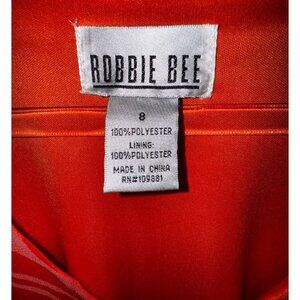 ROBBIE BEE
8
100%POLYESTER
LINING:
100%POLYESTER
MADE IN CHINA
RN#109881